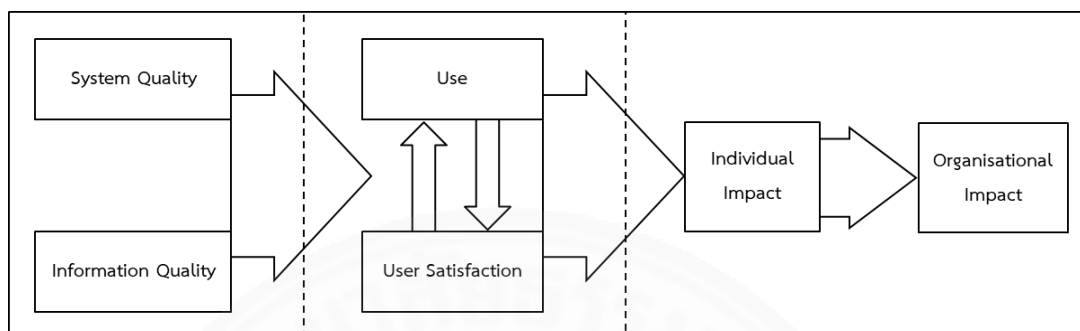 System Quality
Use
Individual
Impact
Organisational
Impact
Information Quality
User Satisfaction